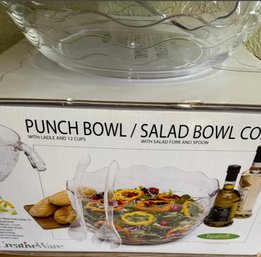 PUNCH BOWL / SALAD BOWL CO
WITH LADLE AND 12 CUPS
WITH SALAD FORK AND SPOON
CreativeWare